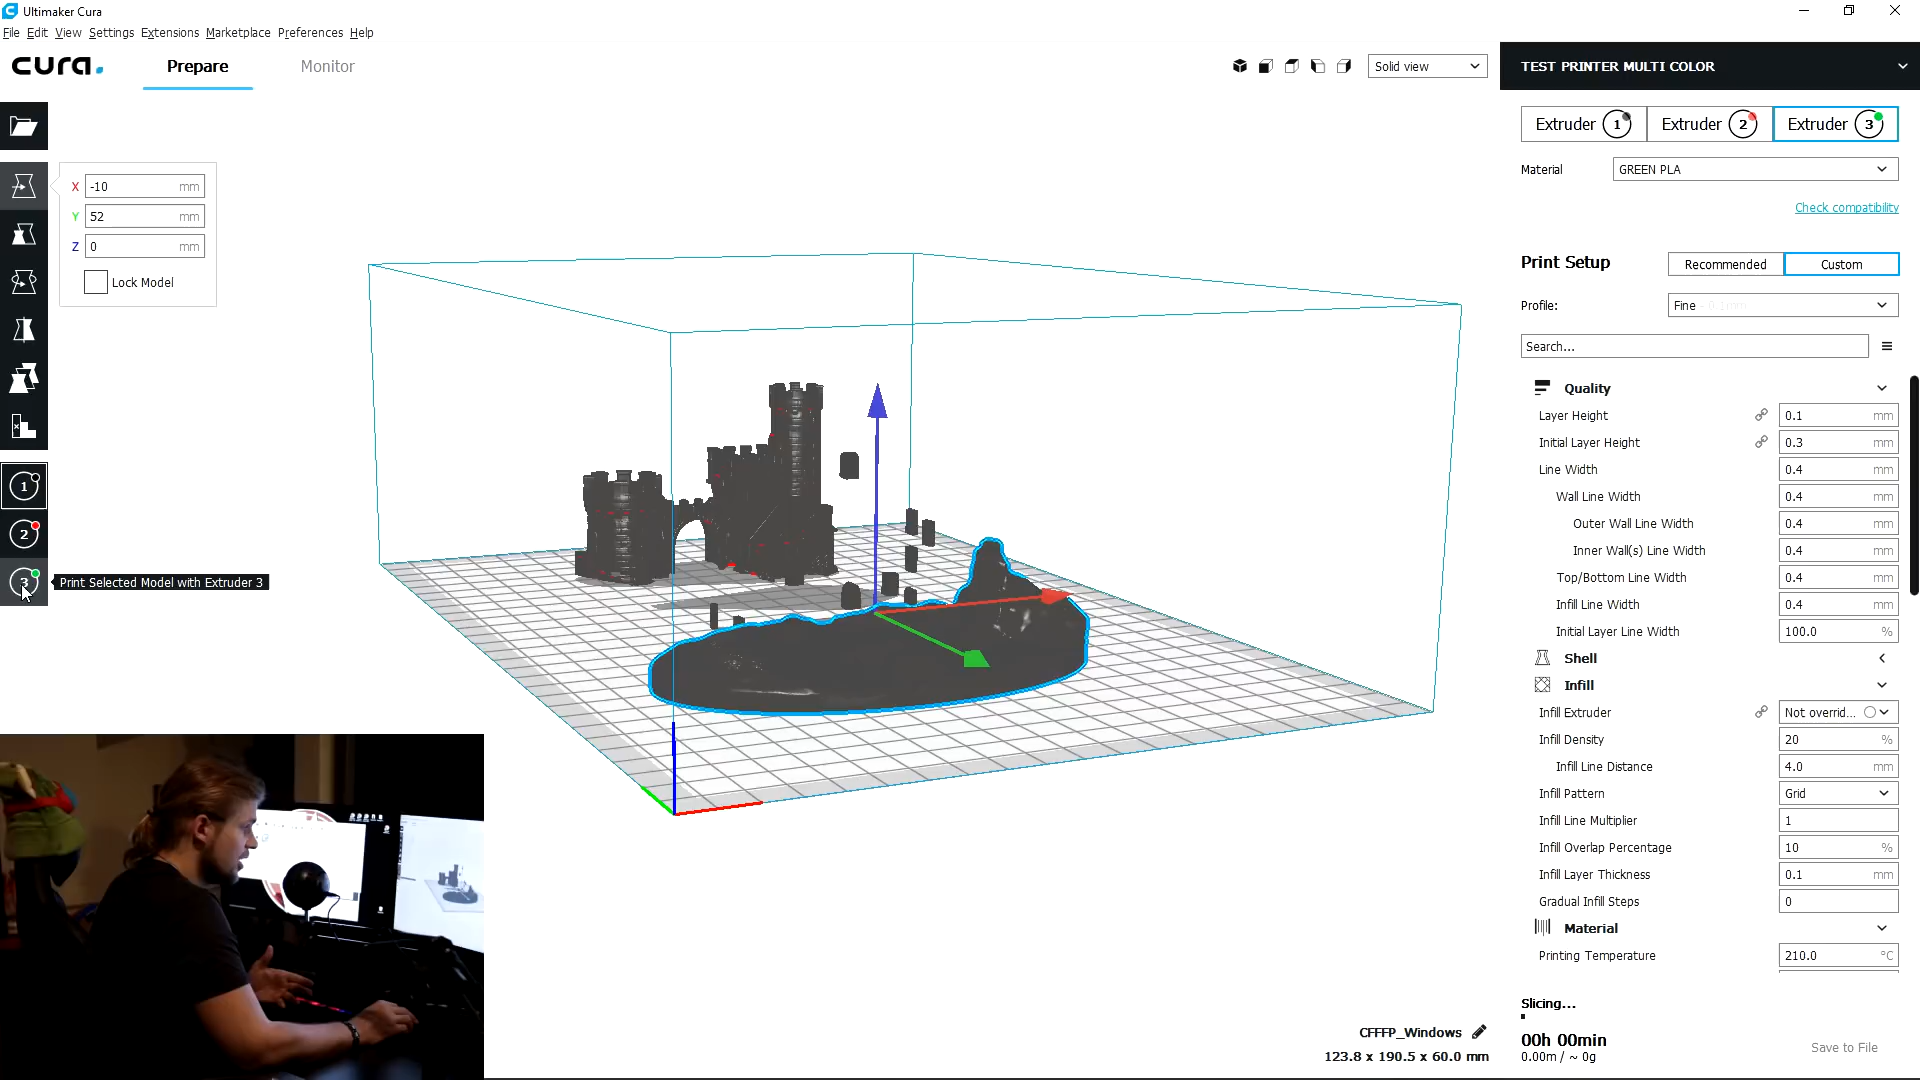 Ultimaker Cura
File Edit View Settings Extensions Marketplace Preferences Help
cura.
Prepare
Monitor
Solid view
TEST PRINTER MULTI COLOR
Extruder 1
Extruder 2
Extruder 3
Material
GREEN PLA
Check compatibility
X -10 mm
Y 52 mm
Z 0 mm
Lock Model
Print Setup
Recommended
Custom
Profile:
Fine - 0.1mm
Search...
Quality
Layer Height 0.1 mm
Initial Layer Height 0.3 mm
Line Width 0.4 mm
Wall Line Width 0.4 mm
Outer Wall Line Width 0.4 mm
Inner Wall(s) Line Width 0.4 mm
Top/Bottom Line Width 0.4 mm
Infill Line Width 0.4 mm
Initial Layer Line Width 100.0 %
Shell
Infill
Infill Extruder Not overrid...
Infill Density 20 %
Infill Line Distance 4.0 mm
Infill Pattern Grid
Infill Line Multiplier 1
Infill Overlap Percentage 10 %
Infill Layer Thickness 0.1 mm
Gradual Infill Steps 0
Material
Printing Temperature 210.0 °C
1
2
3
Print Selected Model with Extruder 3
Slicing...
00h 00min
0.00m / ~ 0g
Save to File
CFFFP_Windows
123.8 x 190.5 x 60.0 mm